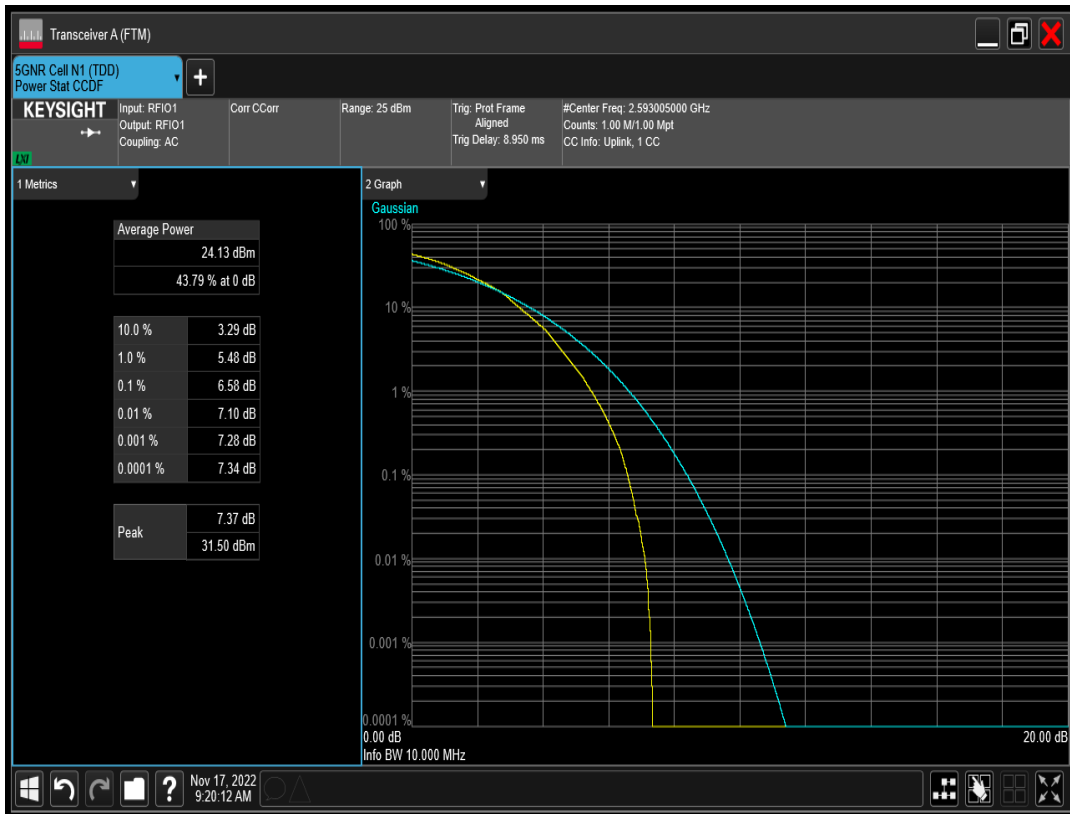 Transceiver A (FTM)
5GNR Cell N1 (TDD)
Power Stat CCDF
+
KEYSIGHT
LXI
Input: RFIO1
Output: RFIO1
Coupling: AC
Corr CCorr
Range: 25 dBm
Trig: Prot Frame
Aligned
Trig Delay: 8.950 ms
#Center Freq: 2.593005000 GHz
Counts: 1.00 M/1.00 Mpt
CC Info: Uplink, 1 CC
1 Metrics
Average Power
24.13 dBm
43.79 % at 0 dB
10.0 % 3.29 dB
1.0 % 5.48 dB
0.1 % 6.58 dB
0.01 % 7.10 dB
0.001 % 7.28 dB
0.0001 % 7.34 dB
Peak 7.37 dB
31.50 dBm
2 Graph
Gaussian
100 %
10 %
1 %
0.1 %
0.01 %
0.001 %
0.0001 %
0.00 dB 20.00 dB
Info BW 10.000 MHz
?
Nov 17, 2022
9:20:12 AM